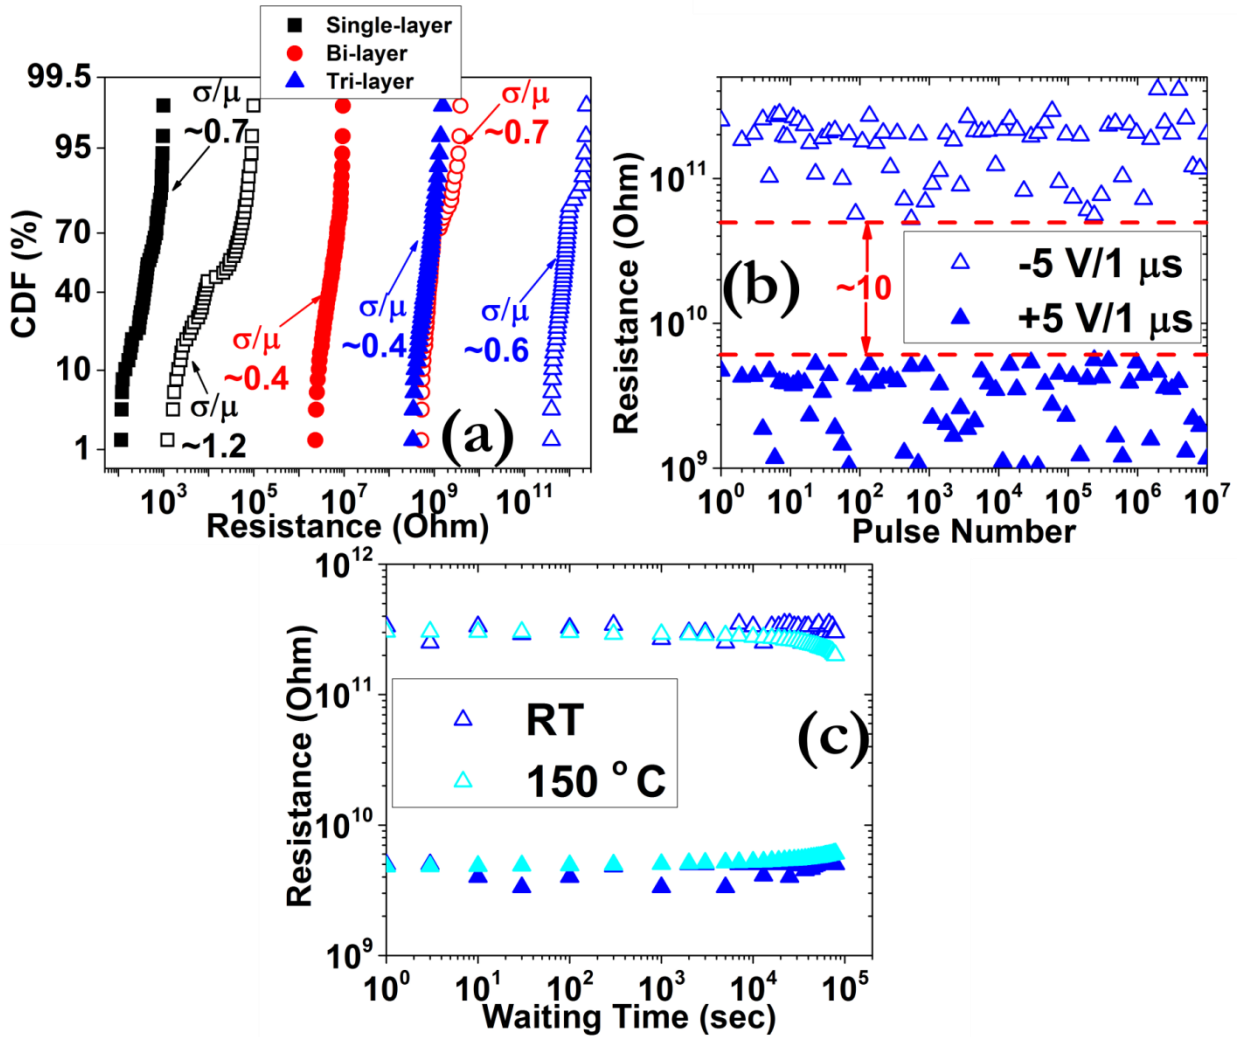 Single-layer
Bi-layer
Tri-layer
99.5
95
70
40
10
1
CDF (%)
σ/μ
~0.7
σ/μ
~0.7
σ/μ
~0.4
σ/μ
~0.4
σ/μ
~0.6
σ/μ
~1.2
(a)
10³ 10⁵ 10⁷ 10⁹ 10¹¹
Resistance (Ohm)
10¹¹
10¹⁰
10⁹
Resistance (Ohm)
(b)
~10
-5 V/1 μs
+5 V/1 μs
10⁰ 10¹ 10² 10³ 10⁴ 10⁵ 10⁶ 10⁷
Pulse Number
10¹²
10¹¹
10¹⁰
10⁹
Resistance (Ohm)
RT
150 ° C
(c)
10⁰ 10¹ 10² 10³ 10⁴ 10⁵
Waiting Time (sec)